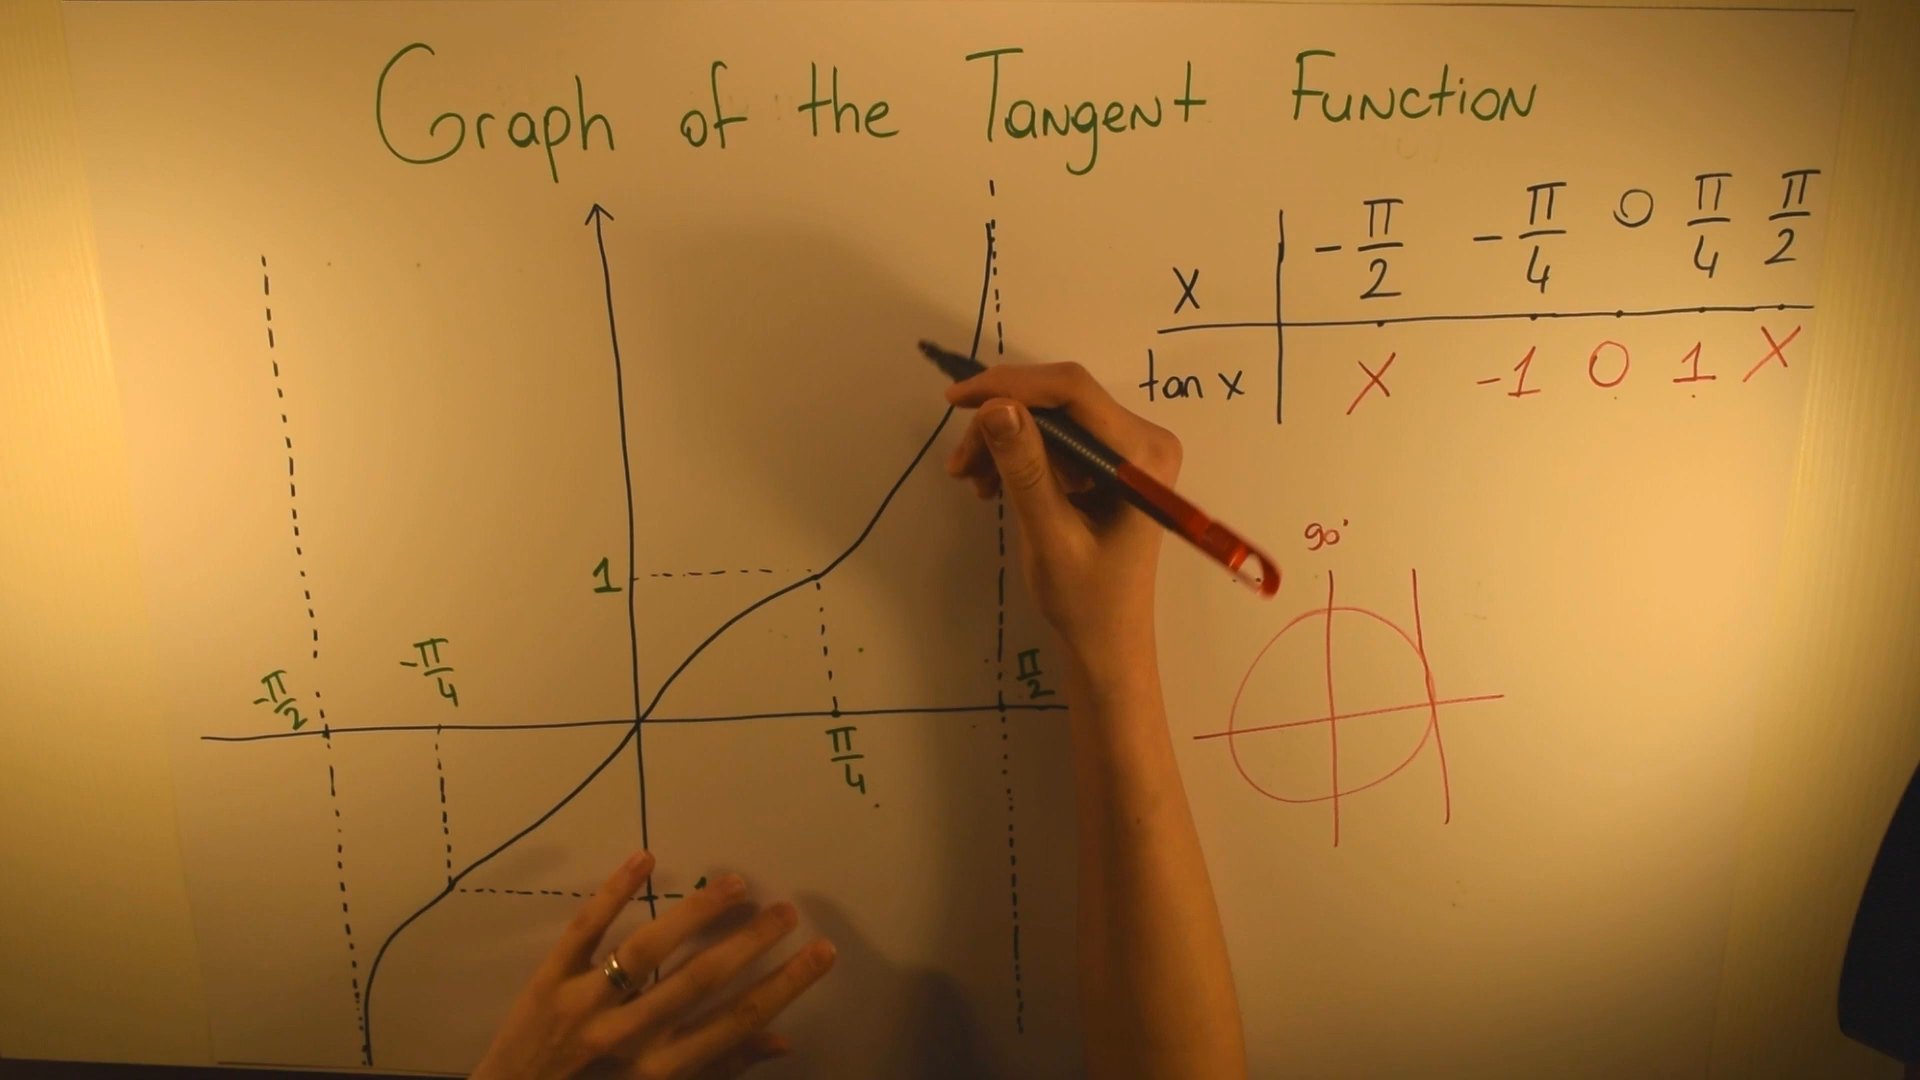 Graph of the Tangent Function
x -π/2 -π/4 0 π/4 π/2
tan x X -1 0 1 X
90°
1
-π/2 -π/4 π/2
π/4